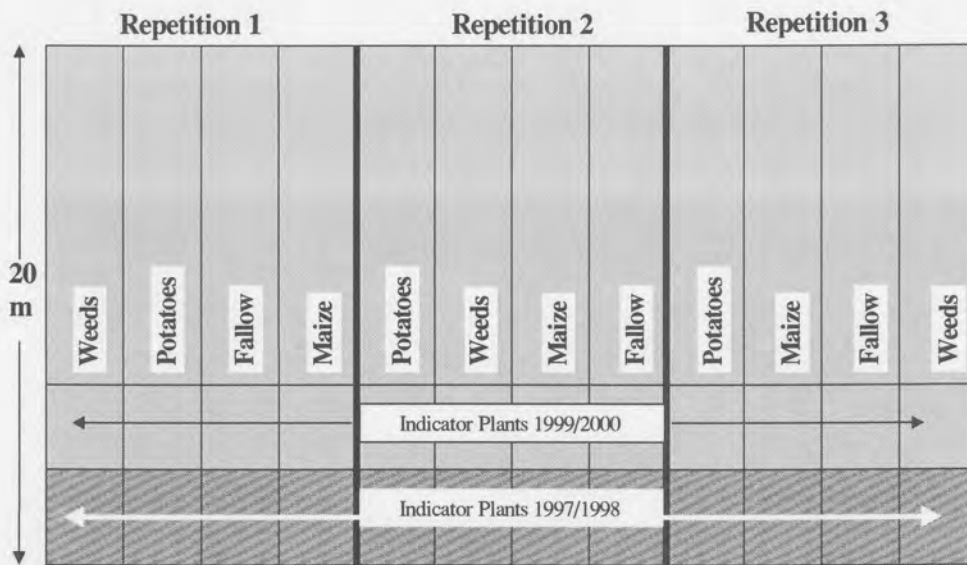 Repetition 1
Repetition 2
Repetition 3
20
m
Weeds
Potatoes
Fallow
Maize
Potatoes
Weeds
Maize
Fallow
Potatoes
Maize
Fallow
Weeds
Indicator Plants 1999/2000
Indicator Plants 1997/1998